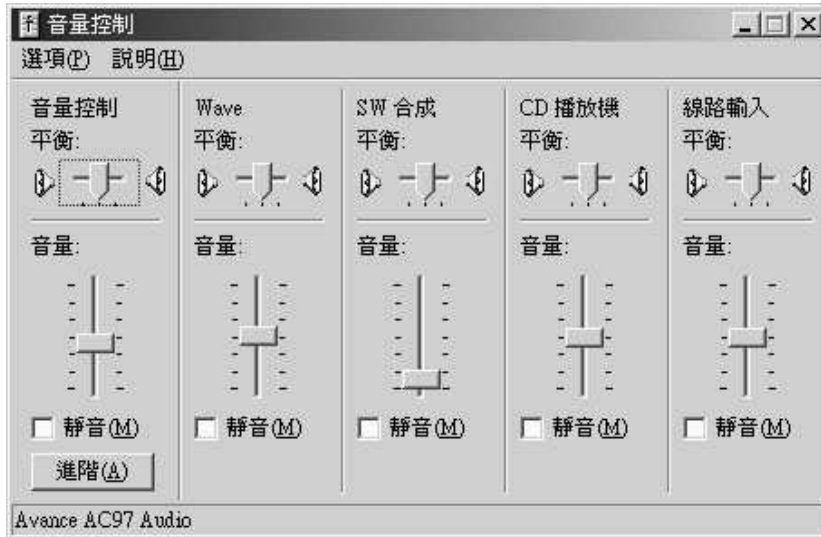 音量控制
選項(P) 說明(H)
音量控制
平衡:
音量:
靜音(M)
進階(A)
Wave
平衡:
音量:
靜音(M)
SW 合成
平衡:
音量:
靜音(M)
CD 播放機
平衡:
音量:
靜音(M)
線路輸入
平衡:
音量:
靜音(M)
Avance AC97 Audio